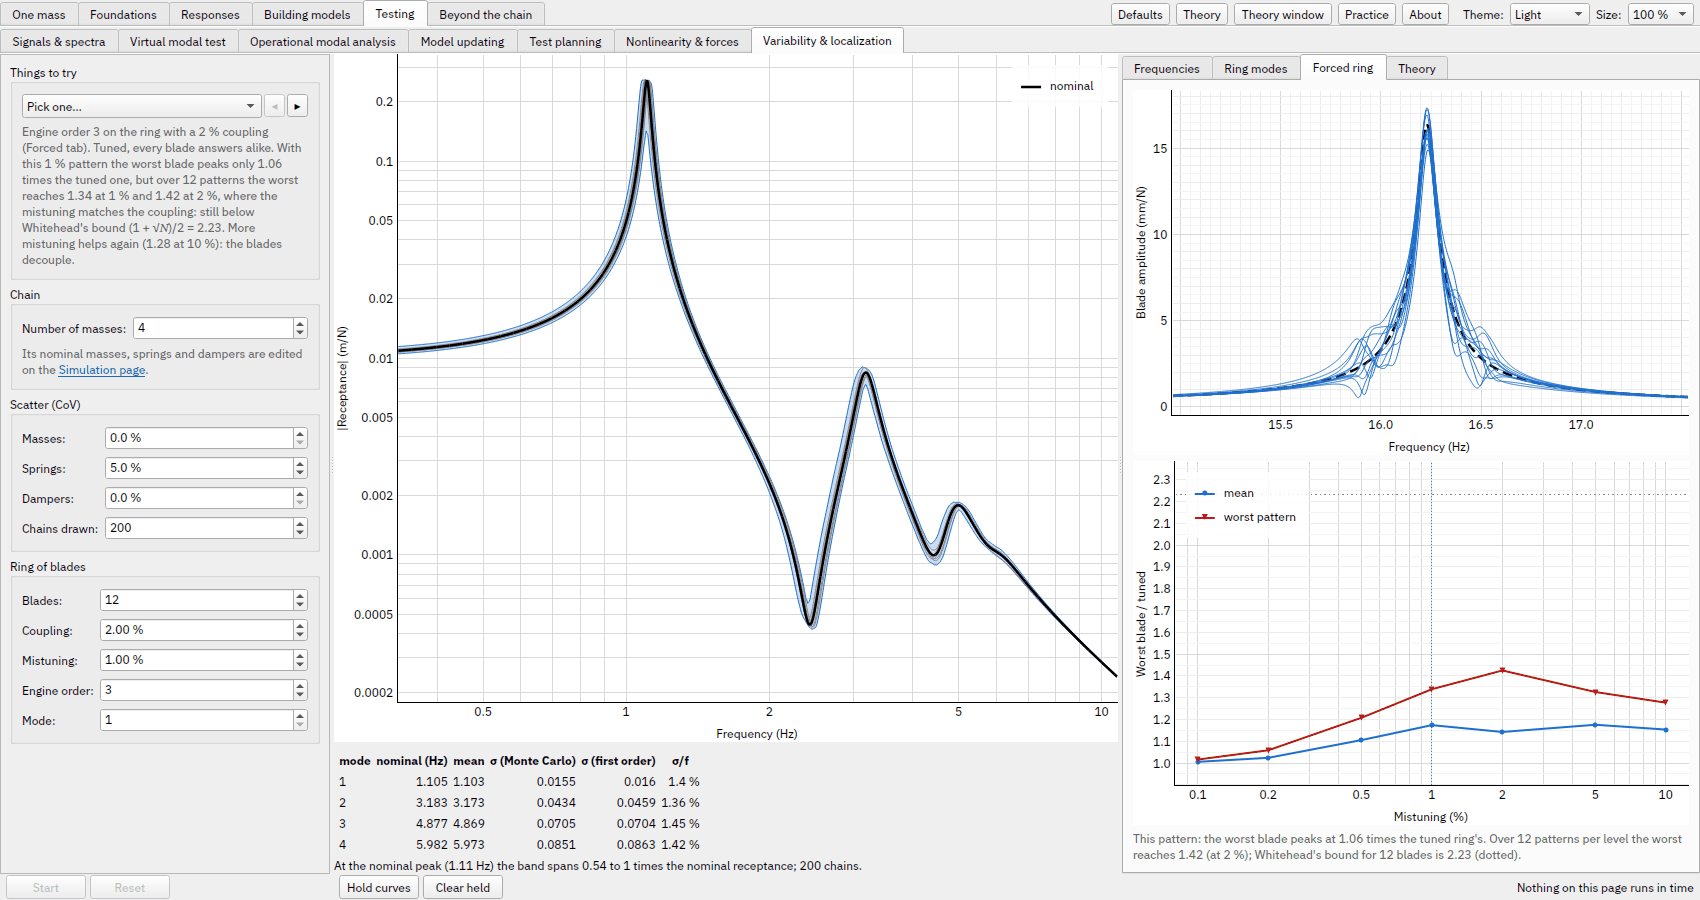 One mass Foundations Responses Building models Testing Beyond the chain Defaults Theory Theory window Practice About Theme: Light Size: 100 %
Signals & spectra Virtual modal test Operational modal analysis Model updating Test planning Nonlinearity & forces Variability & localization
Things to try
Pick one...
Engine order 3 on the ring with a 2 % coupling
(Forced tab). Tuned, every blade answers alike. With
this 1 % pattern the worst blade peaks only 1.06
times the tuned one, but over 12 patterns the worst
reaches 1.34 at 1 % and 1.42 at 2 %, where the
mistuning matches the coupling: still below
Whitehead's bound (1 + √N)/2 = 2.23. More
mistuning helps again (1.28 at 10 %): the blades
decouple.
Chain
Number of masses: 4
Its nominal masses, springs and dampers are edited
on the Simulation page.
Scatter (CoV)
Masses: 0.0 %
Springs: 5.0 %
Dampers: 0.0 %
Chains drawn: 200
Ring of blades
Blades: 12
Coupling: 2.00 %
Mistuning: 1.00 %
Engine order: 3
Mode: 1
Start Reset
nominal
|Receptance| (m/N)
0.2
0.1
0.05
0.02
0.01
0.005
0.002
0.001
0.0005
0.0002
0.5 1 2 5 10
Frequency (Hz)
mode nominal (Hz) mean σ (Monte Carlo) σ (first order) σ/f
1 1.105 1.103 0.0155 0.016 1.4 %
2 3.183 3.173 0.0434 0.0459 1.36 %
3 4.877 4.869 0.0705 0.0704 1.45 %
4 5.982 5.973 0.0851 0.0863 1.42 %
At the nominal peak (1.11 Hz) the band spans 0.54 to 1 times the nominal receptance; 200 chains.
Hold curves Clear held
Frequencies Ring modes Forced ring Theory
Blade amplitude (mm/N)
15
10
5
0
15.5 16.0 16.5 17.0
Frequency (Hz)
Worst blade / tuned
2.3
2.2
2.1
2.0
1.9
1.8
1.7
1.6
1.5
1.4
1.3
1.2
1.1
1.0
mean
worst pattern
0.1 0.2 0.5 1 2 5 10
Mistuning (%)
This pattern: the worst blade peaks at 1.06 times the tuned ring's. Over 12 patterns per level the worst
reaches 1.42 (at 2 %); Whitehead's bound for 12 blades is 2.23 (dotted).
Nothing on this page runs in time